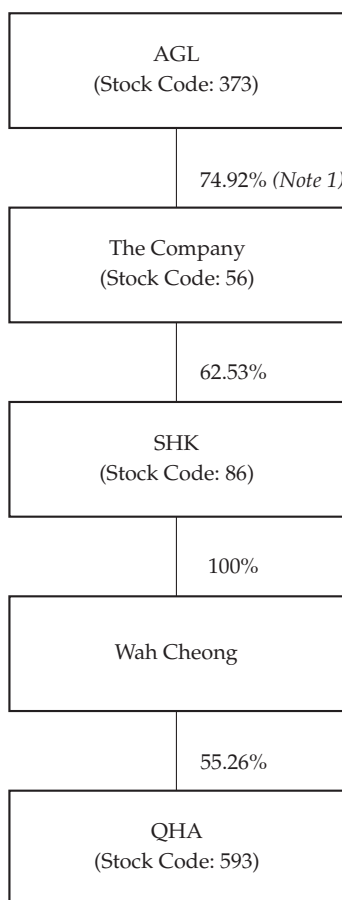 AGL
(Stock Code: 373)
74.92% (Note 1)
The Company
(Stock Code: 56)
62.53%
SHK
(Stock Code: 86)
100%
Wah Cheong
55.26%
QHA
(Stock Code: 593)